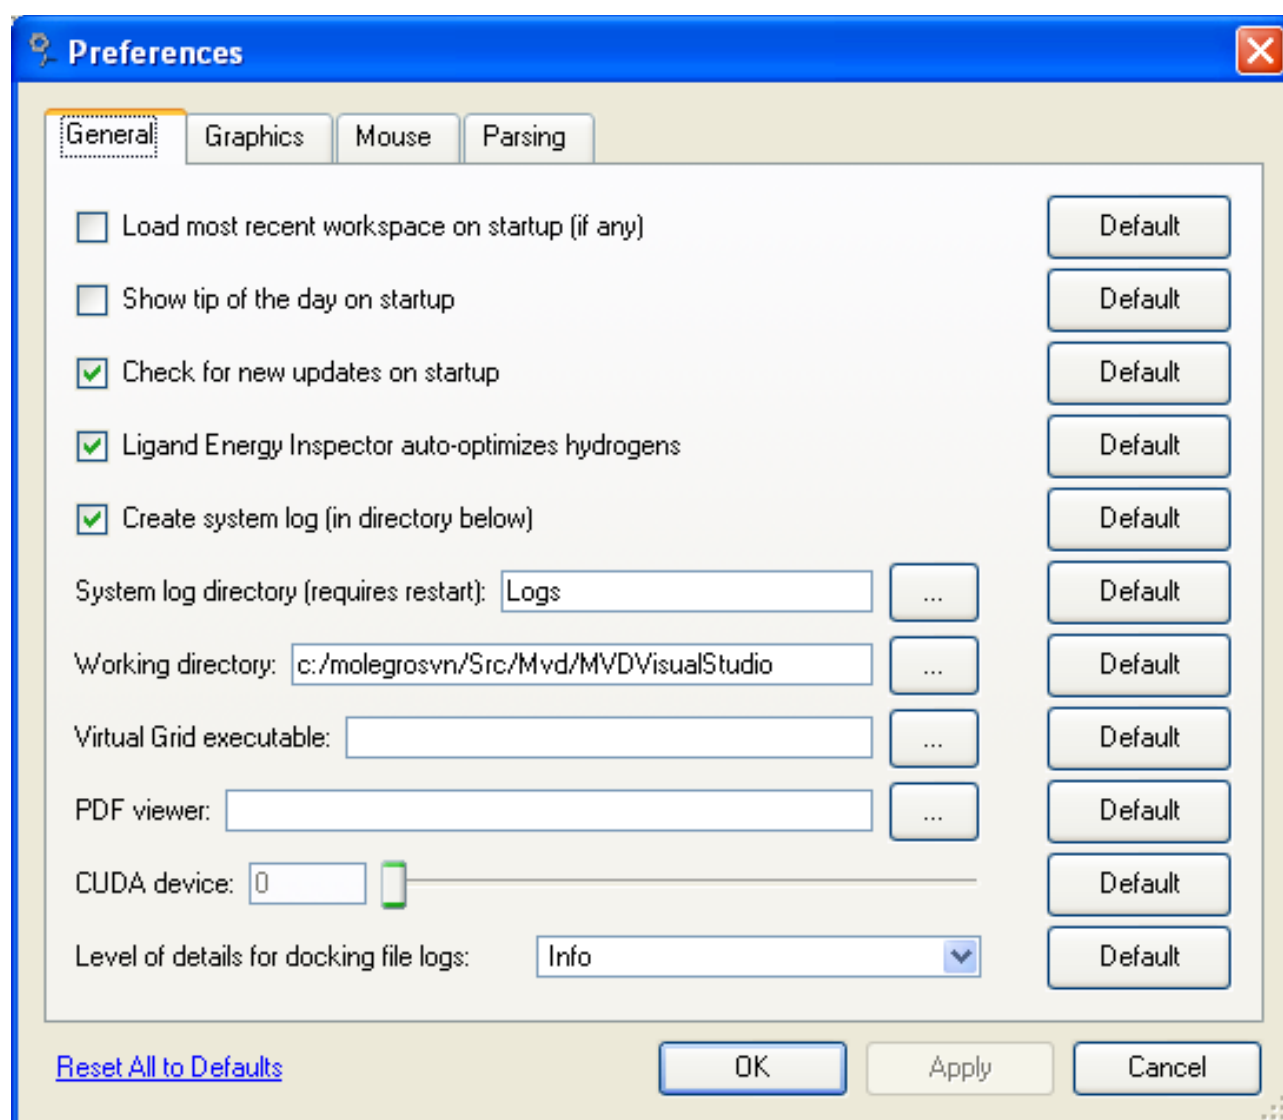 Preferences
General Graphics Mouse Parsing
Load most recent workspace on startup (if any) Default
Show tip of the day on startup Default
Check for new updates on startup Default
Ligand Energy Inspector auto-optimizes hydrogens Default
Create system log (in directory below) Default
System log directory (requires restart): Logs ... Default
Working directory: c:/molegrosvn/Src/Mvd/MVDVisualStudio ... Default
Virtual Grid executable: ... Default
PDF viewer: ... Default
CUDA device: 0 Default
Level of details for docking file logs: Info Default
Reset All to Defaults OK Apply Cancel